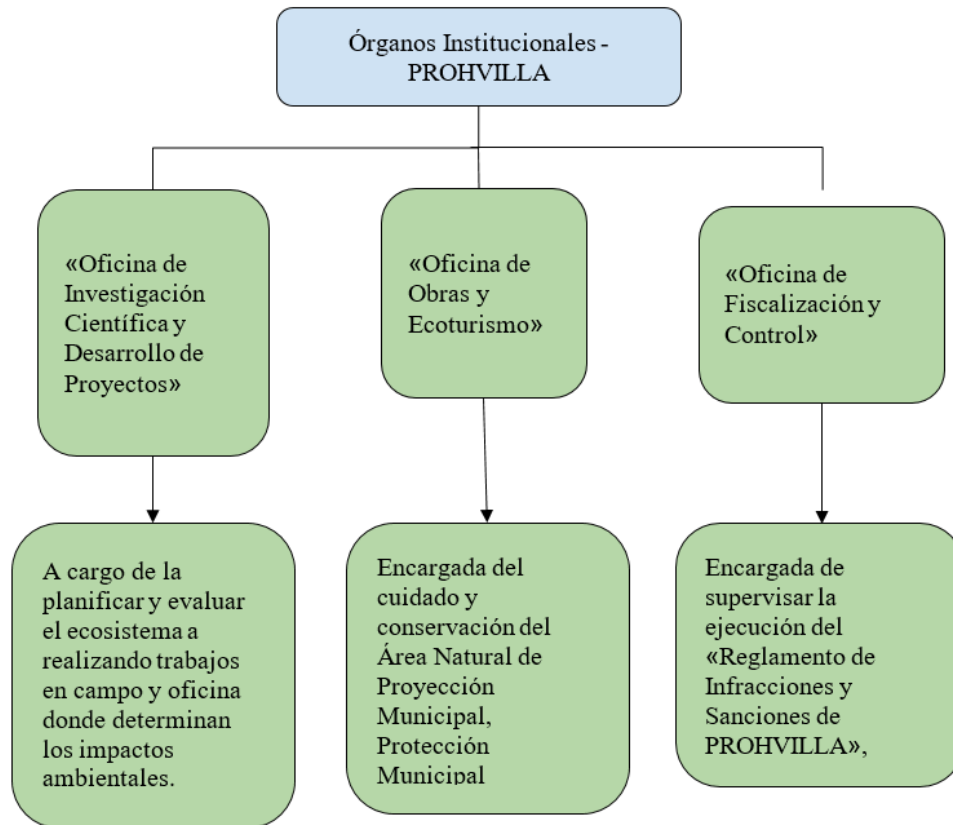 Órganos Institucionales -
PROHVILLA
«Oficina de
Investigación
Científica y
Desarrollo de
Proyectos»
«Oficina de
Obras y
Ecoturismo»
«Oficina de
Fiscalización y
Control»
A cargo de la
planificar y evaluar
el ecosistema a
realizando trabajos
en campo y oficina
donde determinan
los impactos
ambientales.
Encargada del
cuidado y
conservación del
Área Natural de
Proyección
Municipal,
Protección
Municipal
Encargada de
supervisar la
ejecución del
«Reglamento de
Infracciones y
Sanciones de
PROHVILLA»,